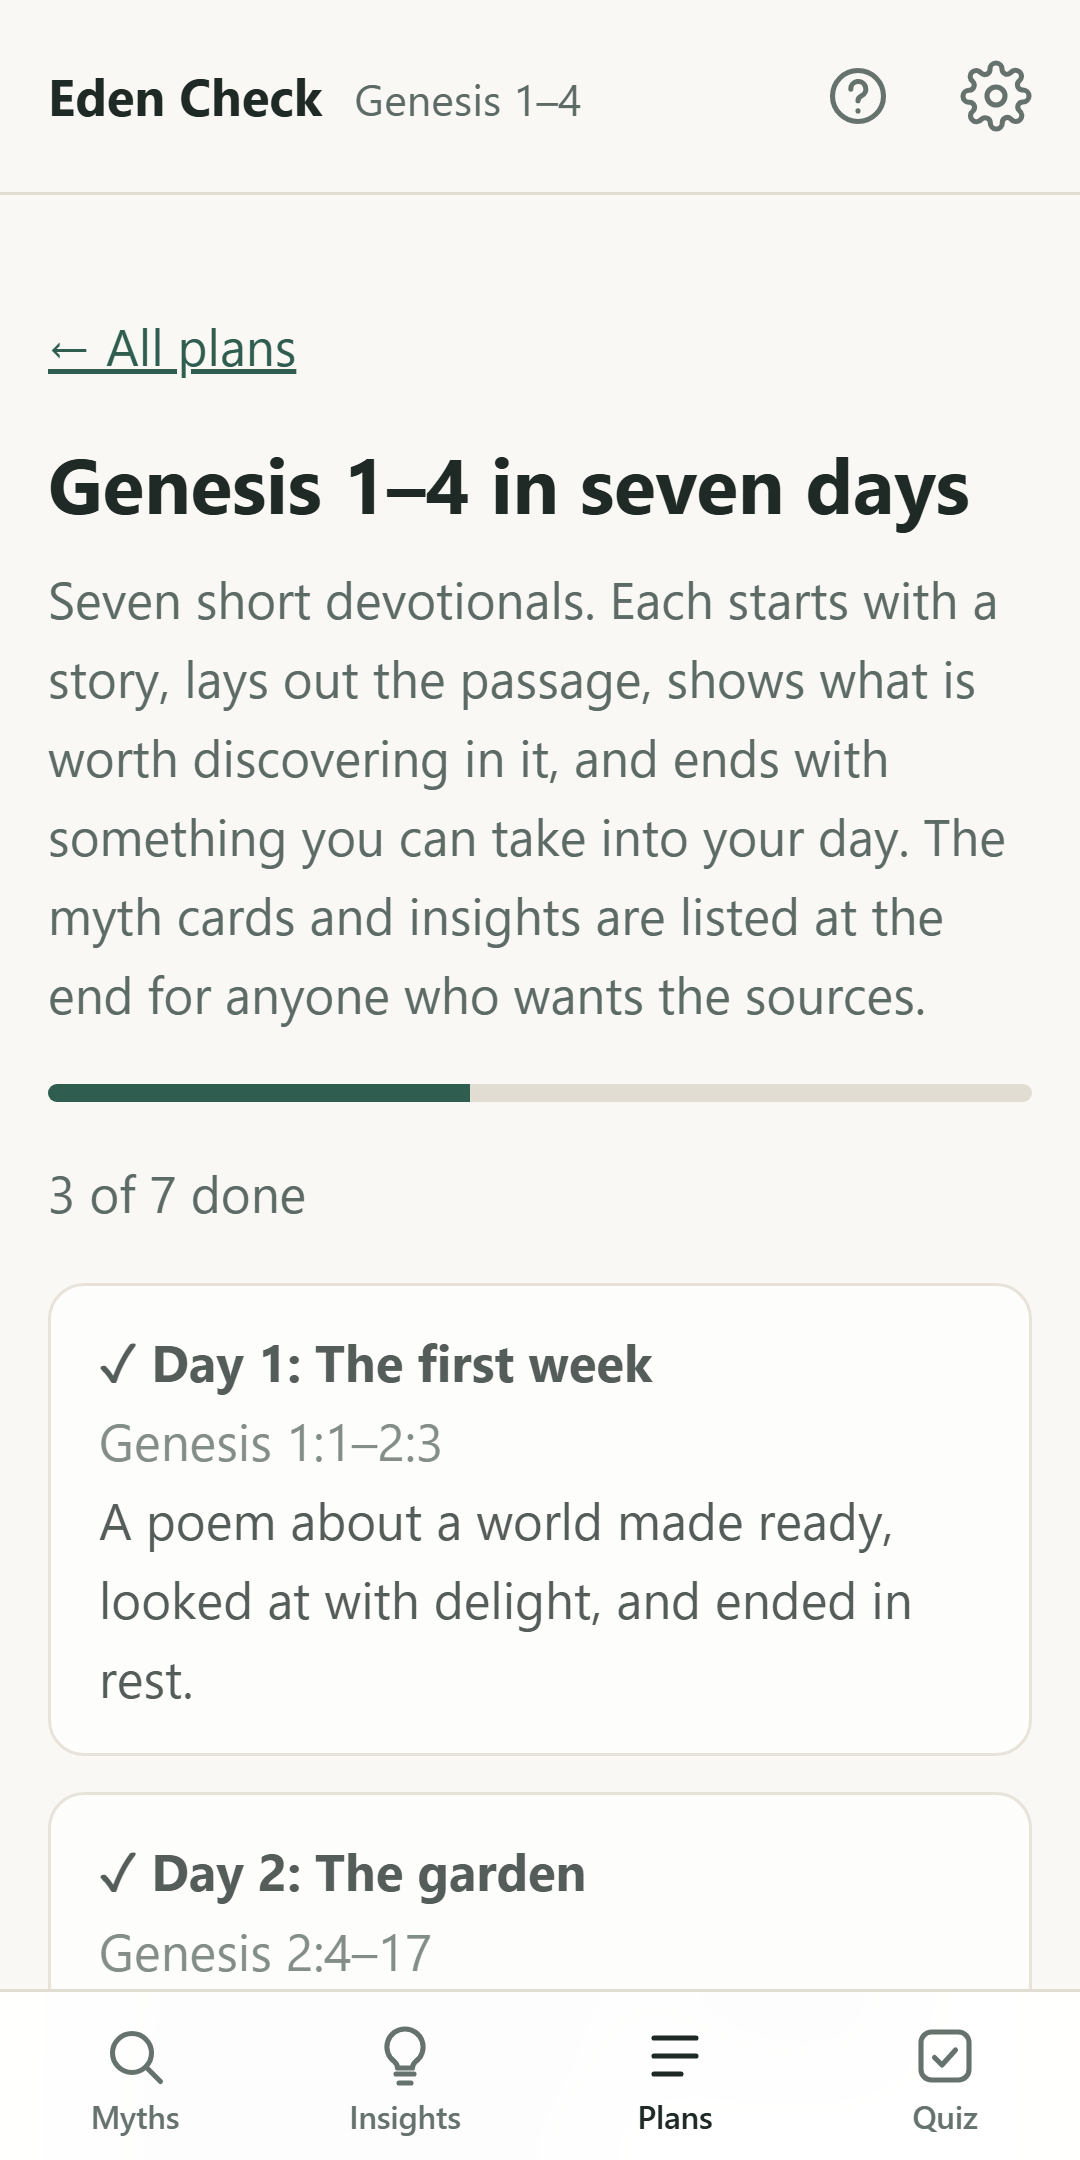 Eden Check Genesis 1–4
← All plans
Genesis 1–4 in seven days
Seven short devotionals. Each starts with a
story, lays out the passage, shows what is
worth discovering in it, and ends with
something you can take into your day. The
myth cards and insights are listed at the
end for anyone who wants the sources.
3 of 7 done
✓ Day 1: The first week
Genesis 1:1–2:3
A poem about a world made ready,
looked at with delight, and ended in
rest.
✓ Day 2: The garden
Genesis 2:4–17
Myths Insights Plans Quiz